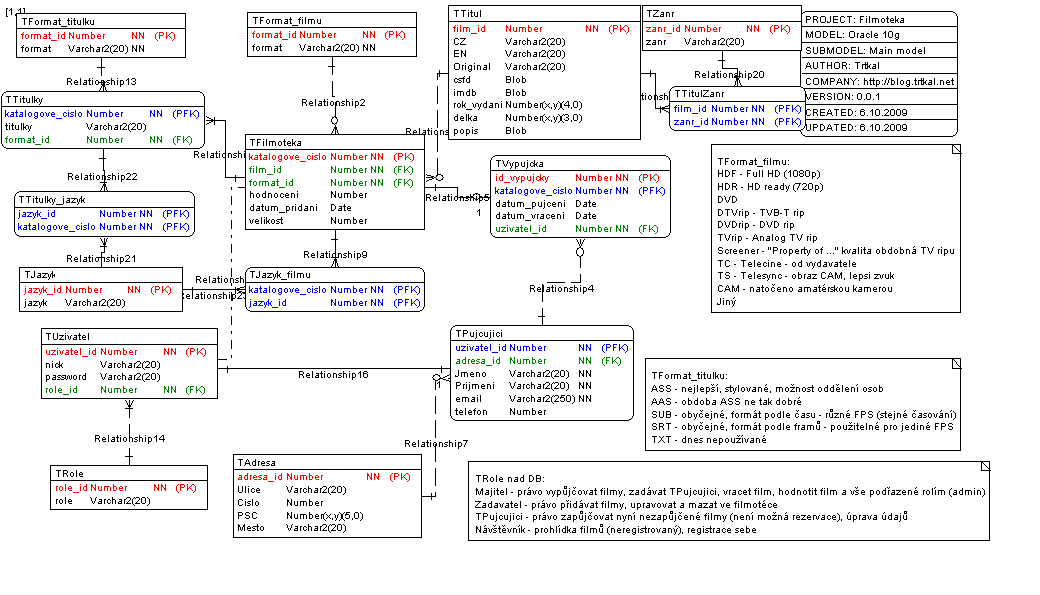 [1,1]
TFormat_titulku
format_id Number NN (PK)
format Varchar2(20) NN
TFormat_filmu
format_id Number NN (PK)
format Varchar2(20) NN
TTitul
film_id Number NN (PK)
CZ Varchar2(20)
EN Varchar2(20)
Original Varchar2(20)
csfd Blob
imdb Blob
rok_vydani Number(x,y)(4,0)
delka Number(x,y)(3,0)
popis Blob
TZanr
zanr_id Number NN (PK)
zanr Varchar2(20)
PROJECT: Filmoteka
MODEL: Oracle 10g
SUBMODEL: Main model
AUTHOR: Trtkal
COMPANY: http://blog.trtkal.net
VERSION: 0.0.1
CREATED: 6.10.2009
UPDATED: 6.10.2009
Relationship13
Relationship2
Relationship20
TTitulky
katalogove_cislo Number NN (PFK)
titulky Varchar2(20)
format_id Number NN (FK)
TTitulZanr
film_id Number NN (PFK)
zanr_id Number NN (PFK)
TFilmoteka
katalogove_cislo Number NN (PK)
film_id Number NN (FK)
format_id Number NN (FK)
hodnoceni Number
datum_pridani Date
velikost Number
TVypujcka
id_vypujcky Number NN (PK)
katalogove_cislo Number NN (PFK)
datum_pujceni Date
datum_vraceni Date
uzivatel_id Number NN (FK)
Relationship5
1
Relationship22
TTitulky_jazyk
jazyk_id Number NN (PFK)
katalogove_cislo Number NN (PFK)
Relationship21
Relationship9
TJazyk
jazyk_id Number NN (PK)
jazyk Varchar2(20)
TJazyk_filmu
katalogove_cislo Number NN (PFK)
jazyk_id Number NN (PFK)
Relationship4
TFormat_filmu:
HDF - Full HD (1080p)
HDR - HD ready (720p)
DVD
DTVrip - TVB-T rip
DVDrip - DVD rip
TVrip - Analog TV rip
Screener - "Property of ..." kvalita obdobná TV ripu
TC - Telecine - od vydavatele
TS - Telesync - obraz CAM, lepsi zvuk
CAM - natočeno amatérskou kamerou
Jiný
TUzivatel
uzivatel_id Number NN (PK)
nick Varchar2(20)
password Varchar2(20)
role_id Number NN (FK)
Relationship16
TPujcujici
uzivatel_id Number NN (PFK)
adresa_id Number NN (FK)
Jmeno Varchar2(20) NN
Prijmeni Varchar2(20) NN
email Varchar2(250) NN
telefon Number
TFormat_titulku:
ASS - nejlepší, stylované, možnost oddělení osob
AAS - obdoba ASS ne tak dobré
SUB - obyčejné, formát podle času - různé FPS (stejné časování)
SRT - obyčejné, formát podle framů - použitelné pro jediné FPS
TXT - dnes nepoužívané
Relationship14
Relationship7
TRole
role_id Number NN (PK)
role Varchar2(20)
TAdresa
adresa_id Number NN (PK)
Ulice Varchar2(20)
Cislo Number
PSC Number(x,y)(5,0)
Mesto Varchar2(20)
TRole nad DB:
Majitel - právo vypůjčovat filmy, zadávat TPujcujici, vracet film, hodnotit film a vše podřazené rolím (admin)
Zadavatel - právo přidávat filmy, upravovat a mazat ve filmotéce
TPujcujici - právo zapůjčovat nyní nezapůjčené filmy (není možná rezervace), úprava údajů
Návštěvník - prohlídka filmů (neregistrovaný), registrace sebe